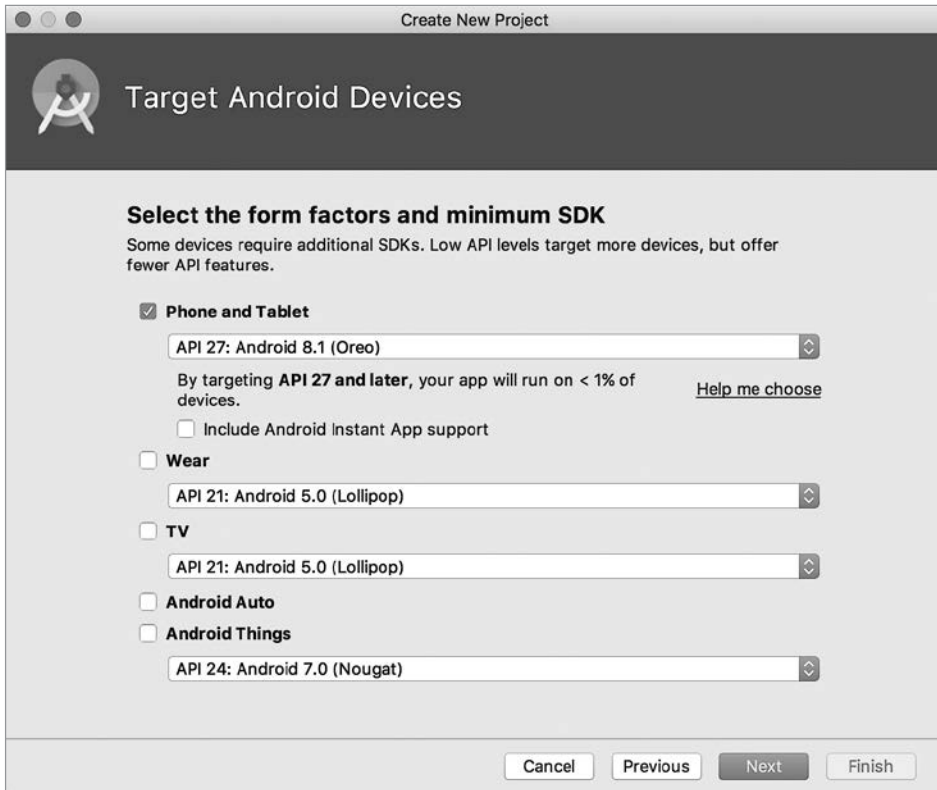 Create New Project
Target Android Devices
Select the form factors and minimum SDK
Some devices require additional SDKs. Low API levels target more devices, but offer
fewer API features.
Phone and Tablet
API 27: Android 8.1 (Oreo)
By targeting API 27 and later, your app will run on < 1% of
devices.
Help me choose
Include Android Instant App support
Wear
API 21: Android 5.0 (Lollipop)
TV
API 21: Android 5.0 (Lollipop)
Android Auto
Android Things
API 24: Android 7.0 (Nougat)
Cancel Previous Next Finish